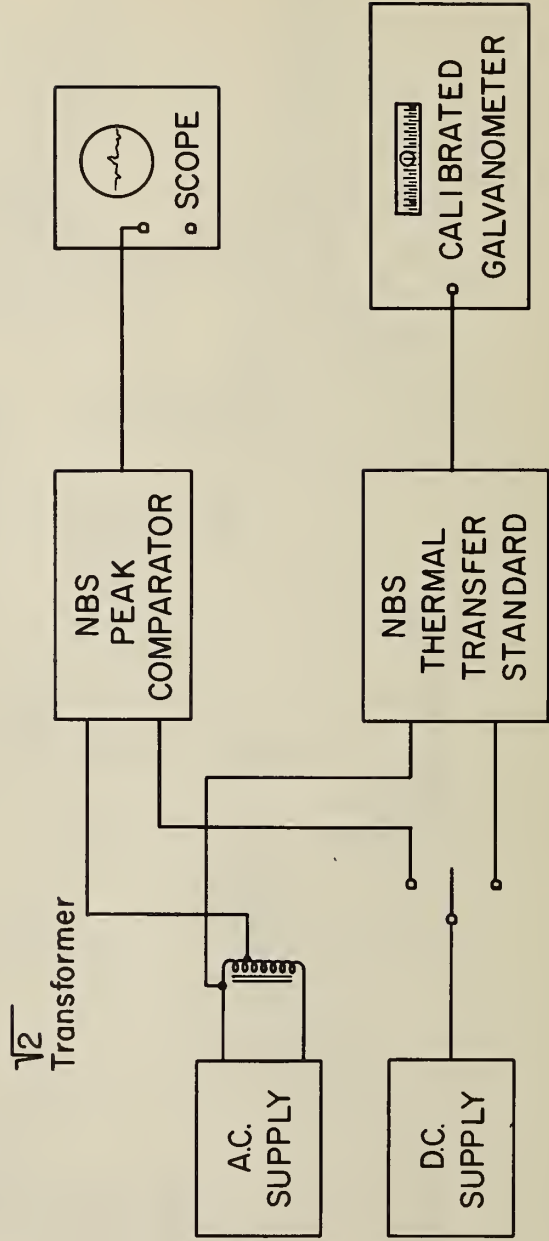 √2
Transformer
A.C.
SUPPLY
D.C.
SUPPLY
NBS
PEAK
COMPARATOR
NBS
THERMAL
TRANSFER
STANDARD
SCOPE
CALIBRATED
GALVANOMETER